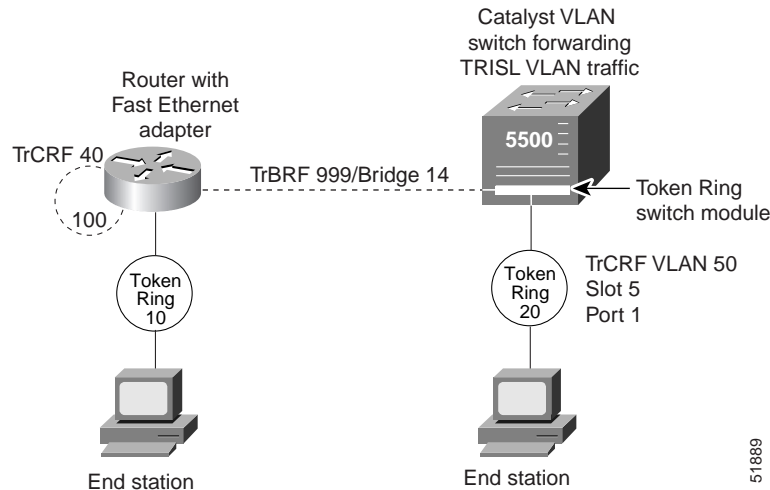 Catalyst VLAN
switch forwarding
TRISL VLAN traffic
Router with
Fast Ethernet
adapter
5500
TrCRF 40
TrBRF 999/Bridge 14
Token Ring
switch module
100
Token
Ring
10
Token
Ring
20
TrCRF VLAN 50
Slot 5
Port 1
End station
End station
51889